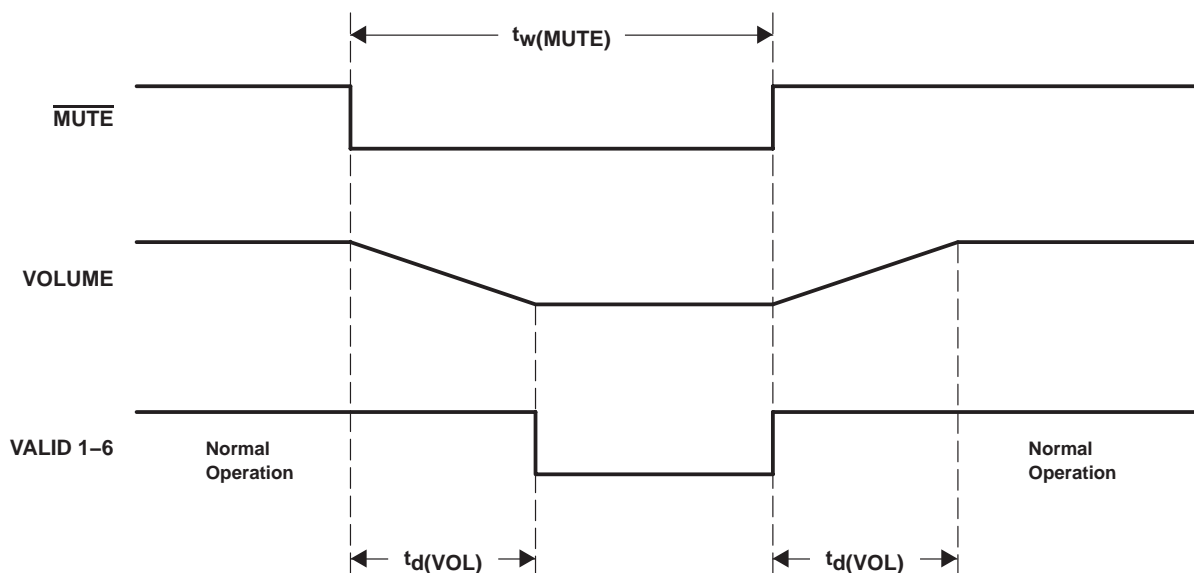 tw(MUTE)
MUTE
VOLUME
VALID 1−6
Normal
Operation
Normal
Operation
td(VOL)
td(VOL)